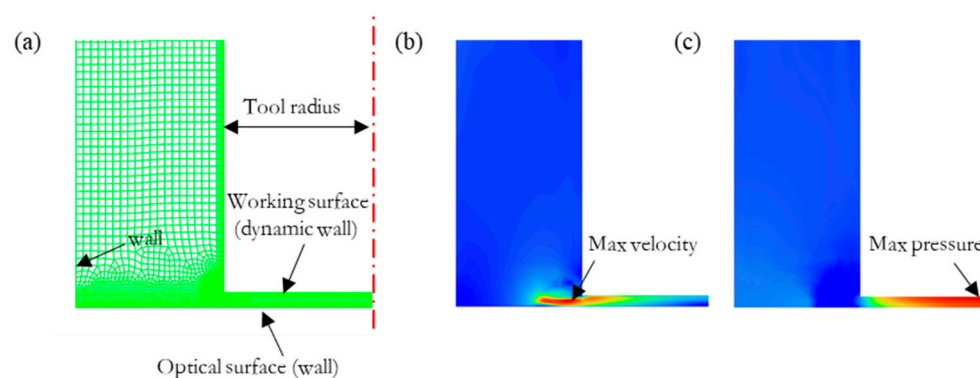 (a)
Tool radius
Working surface
(dynamic wall)
wall
Optical surface (wall)
(b)
Max velocity
(c)
Max pressure